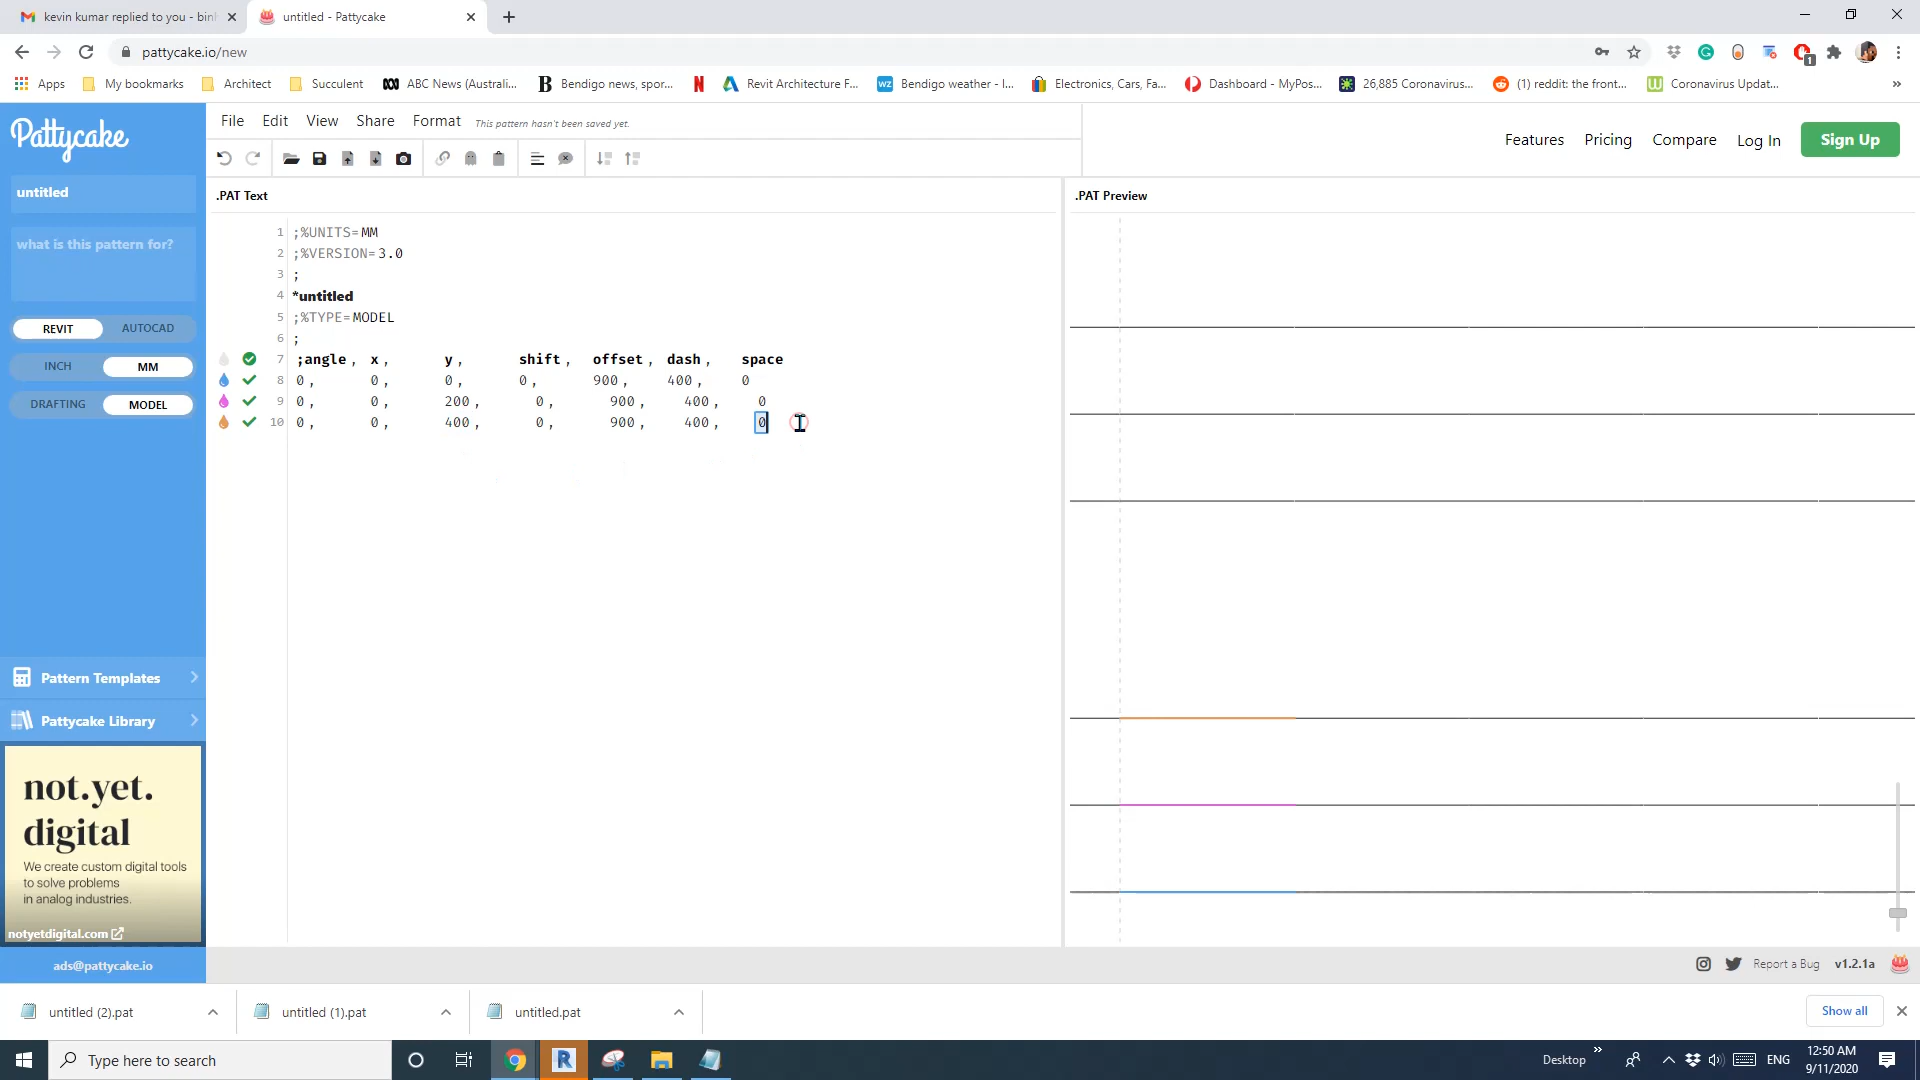 kevin kumar replied to you - binh
untitled - Pattycake
pattycake.io/new
1
Apps
My bookmarks
Architect
Succulent
ABC News (Australi...
Bendigo news, spor...
Revit Architecture F...
Bendigo weather - l...
Electronics, Cars, Fa...
Dashboard - MyPos...
26,885 Coronavirus...
(1) reddit: the front...
Coronavirus Updat...
»
Pattycake
File Edit View Share Format This pattern hasn't been saved yet.
Features Pricing Compare Log In Sign Up
untitled
what is this pattern for?
REVIT AUTOCAD
INCH MM
DRAFTING MODEL
.PAT Text
.PAT Preview
1 ;%UNITS=MM
2 ;%VERSION=3.0
3 ;
4 *untitled
5 ;%TYPE=MODEL
6 ;
7 ;angle, x, y, shift, offset, dash, space
8 0, 0, 0, 0, 900, 400, 0
9 0, 0, 200, 0, 900, 400, 0
10 0, 0, 400, 0, 900, 400, 0
Pattern Templates
Pattycake Library
not.yet.
digital
We create custom digital tools
to solve problems
in analog industries.
notyetdigital.com
ads@pattycake.io
Report a Bug v1.2.1a
untitled (2).pat
untitled (1).pat
untitled.pat
Show all
Type here to search
R
Desktop
»
ENG
12:50 AM
9/11/2020